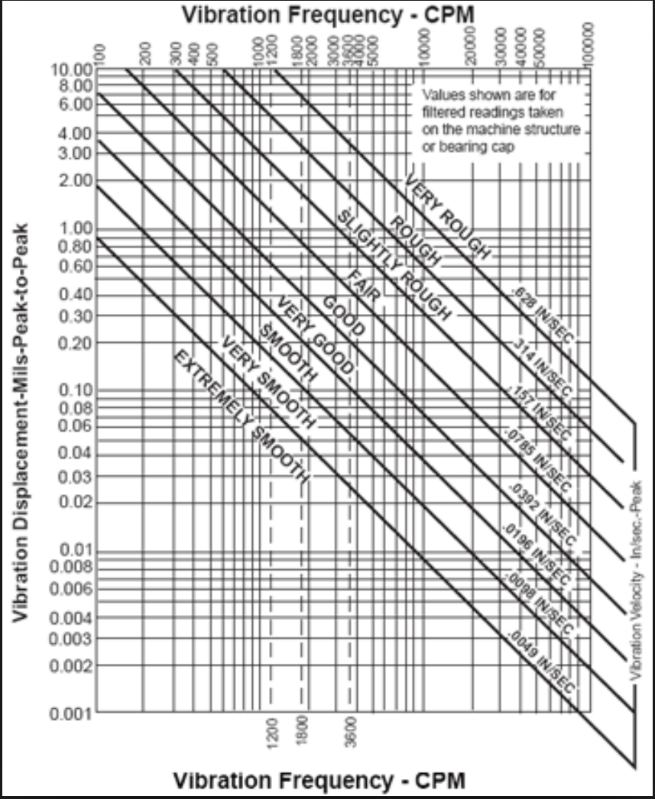 Vibration Frequency - CPM
100
200
300
400
500
1000
1200
1800
2000
3000
3600
4000
5000
10000
20000
30000
40000
50000
100000
10.00
8.00
6.00
4.00
3.00
2.00
1.00
0.80
0.60
0.40
0.30
0.20
0.10
0.08
0.06
0.04
0.03
0.02
0.01
0.008
0.006
0.004
0.003
0.002
0.001
Vibration Displacement-Mils-Peak-to-Peak
Values shown are for
filtered readings taken
on the machine structure
or bearing cap
VERY ROUGH
ROUGH
SLIGHTLY ROUGH
FAIR
GOOD
VERY GOOD
SMOOTH
VERY SMOOTH
EXTREMELY SMOOTH
.628 IN/SEC
.314 IN/SEC
.157 IN/SEC
.0785 IN/SEC
.0392 IN/SEC
.0196 IN/SEC
.0098 IN/SEC
.0049 IN/SEC
Vibration Velocity - In/sec.-Peak
1200
1800
3600
Vibration Frequency - CPM